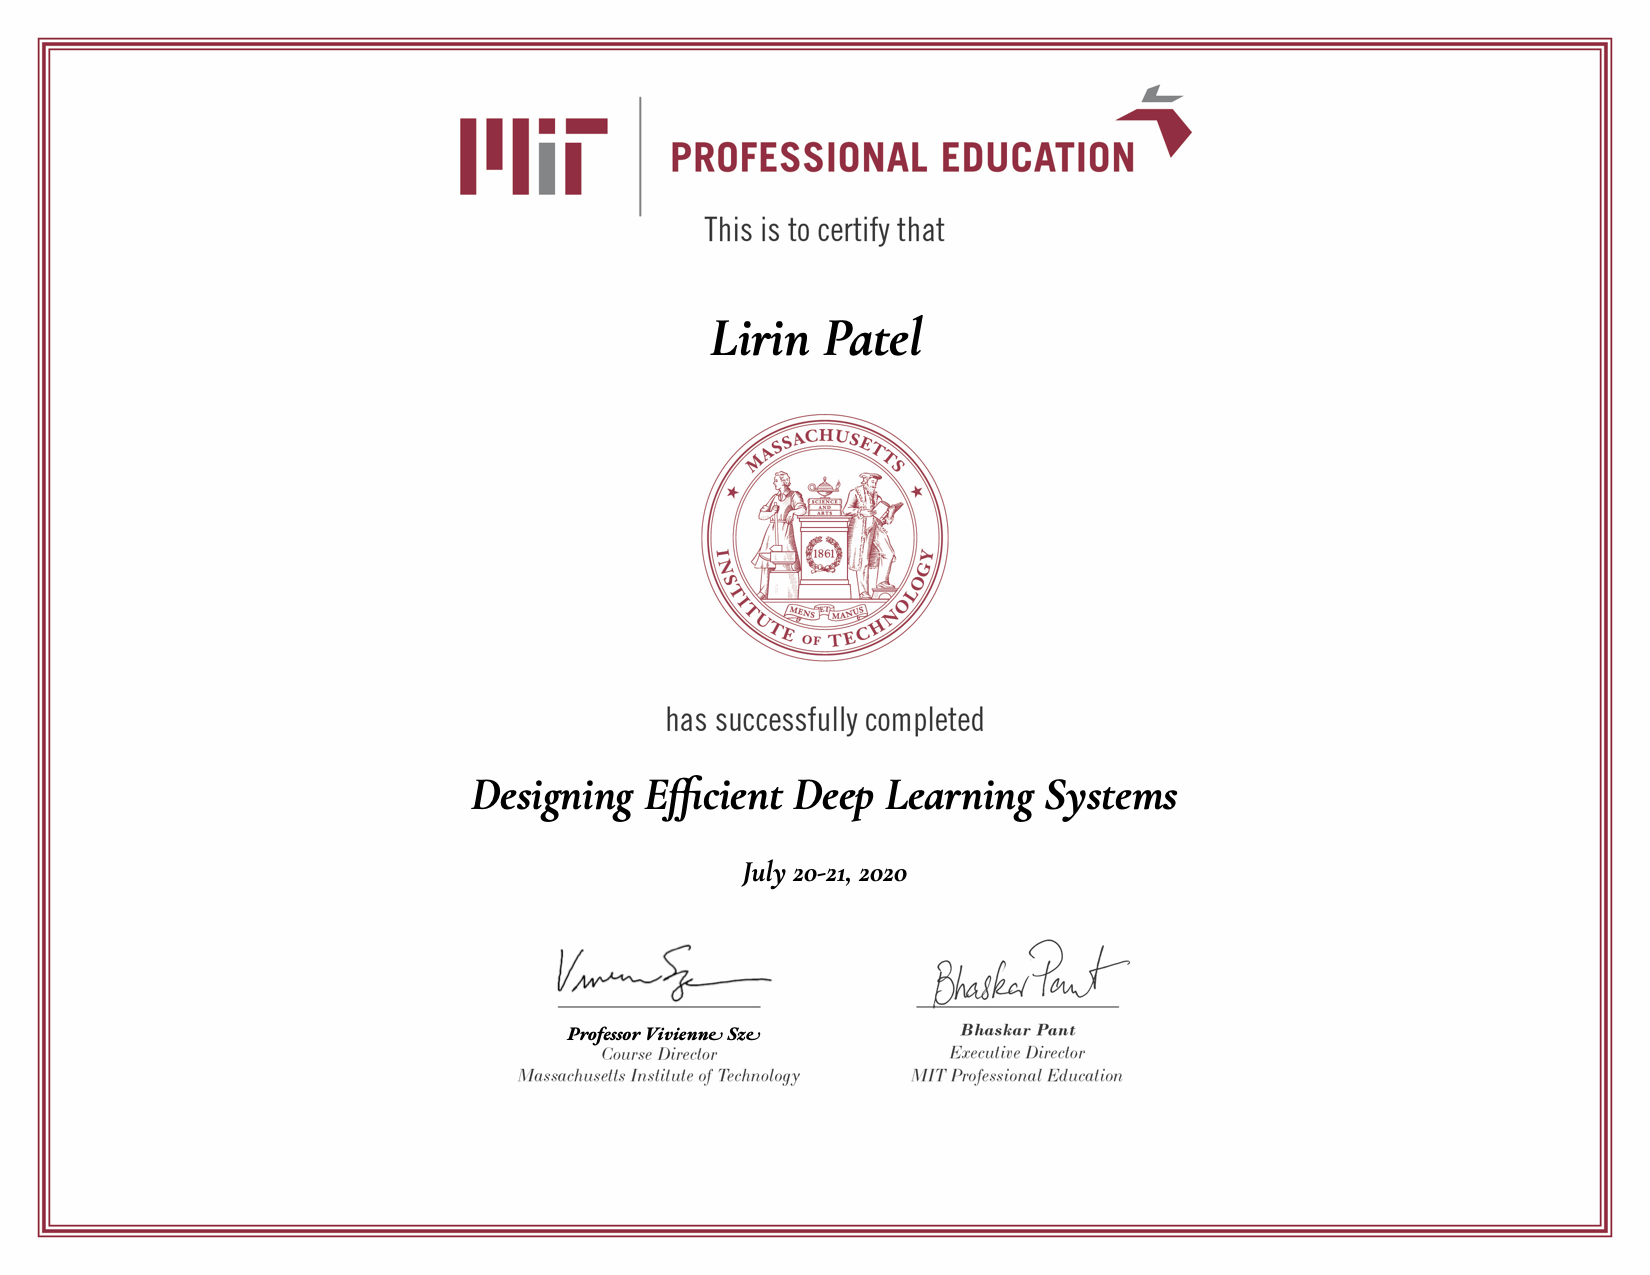 MIT PROFESSIONAL EDUCATION
This is to certify that
Lirin Patel
MASSACHUSETTS INSTITUTE OF TECHNOLOGY
SCIENCE
AND
ARTS
1861
MENS ET MANUS
has successfully completed
Designing Efficient Deep Learning Systems
July 20-21, 2020
Vivienne Sze
Bhaskar Pant
Professor Vivienne Sze
Course Director
Massachusetts Institute of Technology
Bhaskar Pant
Executive Director
MIT Professional Education